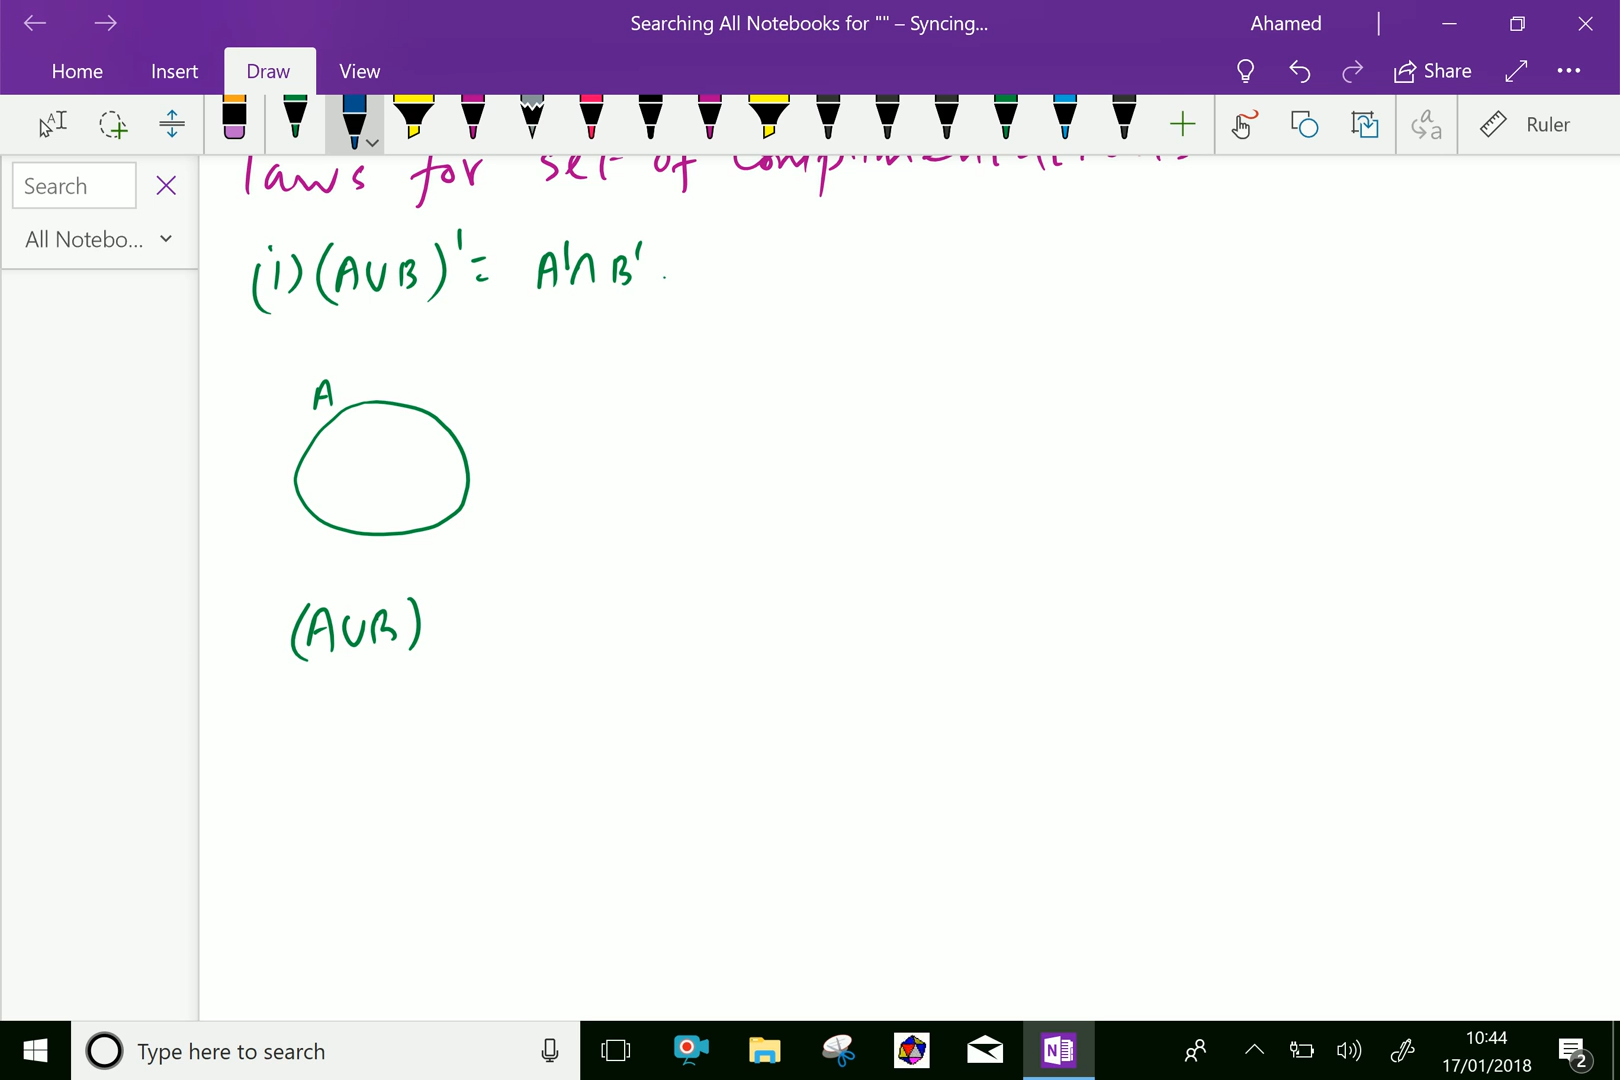 Searching All Notebooks for "" – Syncing...
Ahamed
Home Insert Draw View
Share
Ruler
Search
All Notebo...
laws for set of
(i) (A∪B)' = A'∩B'.
A
(A∪B)
Type here to search
10:44
17/01/2018
2